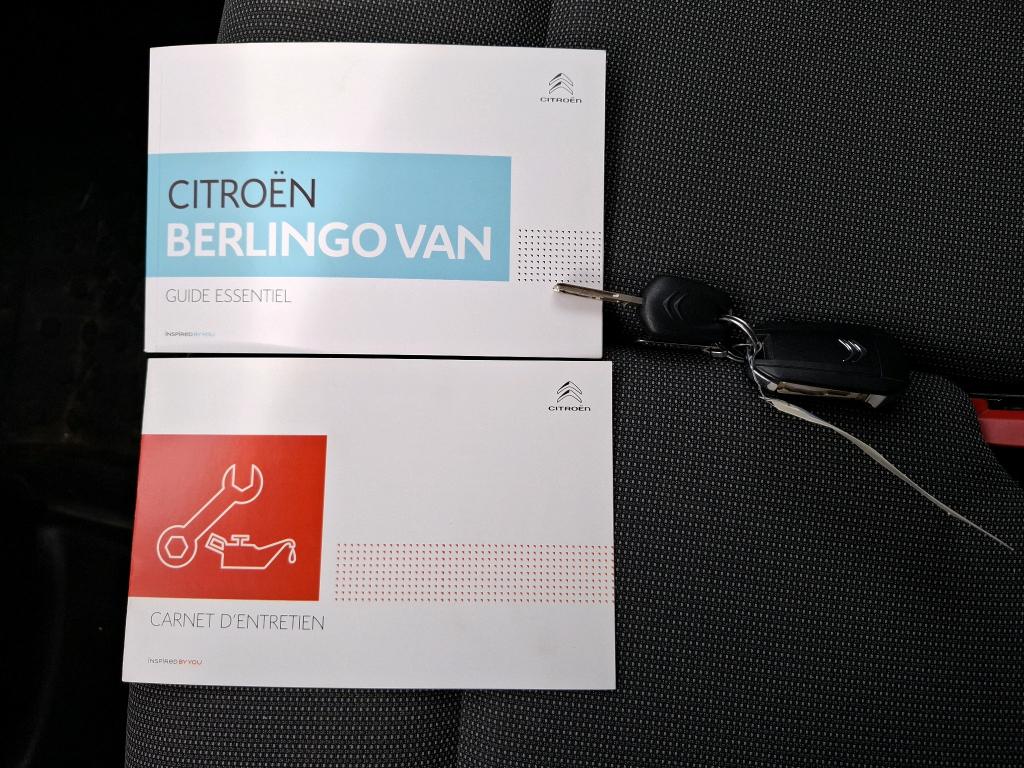 CITROËN
CITROËN
BERLINGO VAN
GUIDE ESSENTIEL
INSPIRED BY YOU
CITROËN
CARNET D'ENTRETIEN
INSPIRED BY YOU